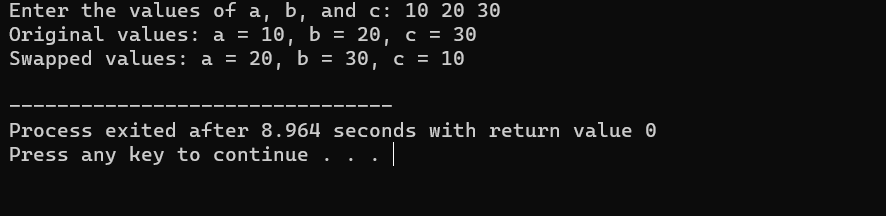 Enter the values of a, b, and c: 10 20 30
Original values: a = 10, b = 20, c = 30
Swapped values: a = 20, b = 30, c = 10
--------------------------------
Process exited after 8.964 seconds with return value 0
Press any key to continue . . .